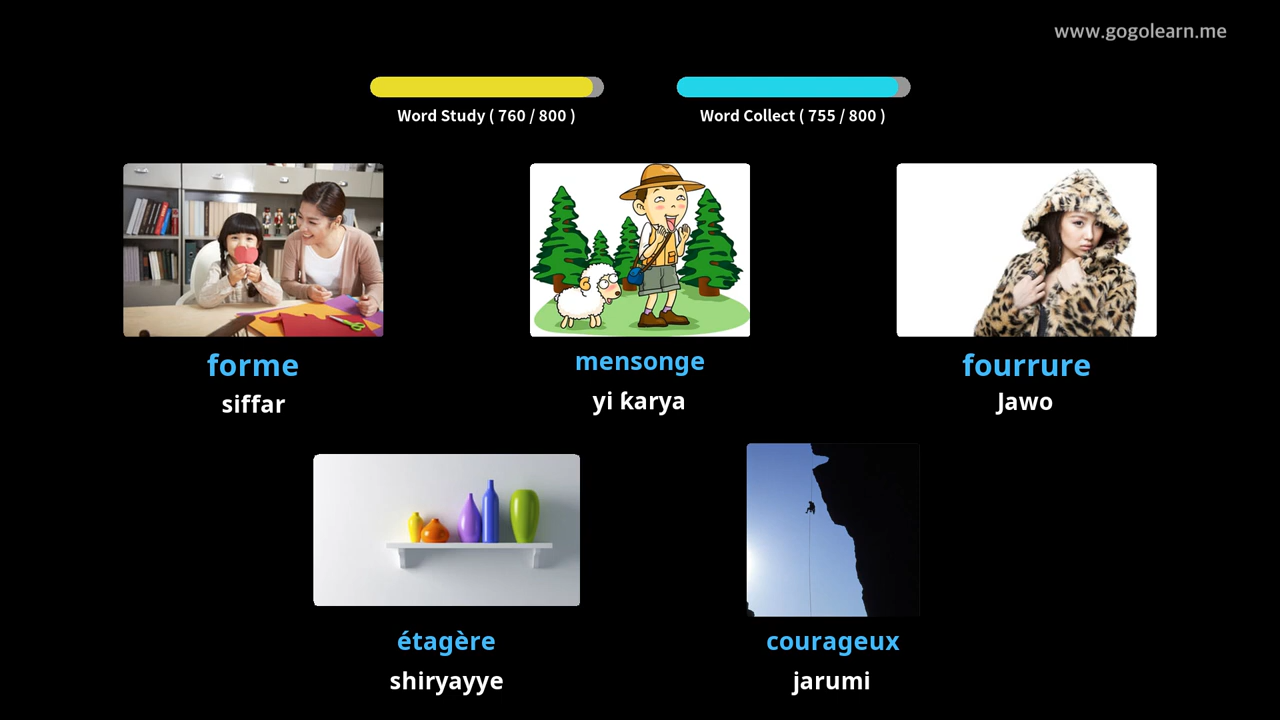 www.gogolearn.me
Word Study ( 760 / 800 )
Word Collect ( 755 / 800 )
forme
siffar
mensonge
yi ƙarya
fourrure
Jawo
étagère
shiryayye
courageux
jarumi